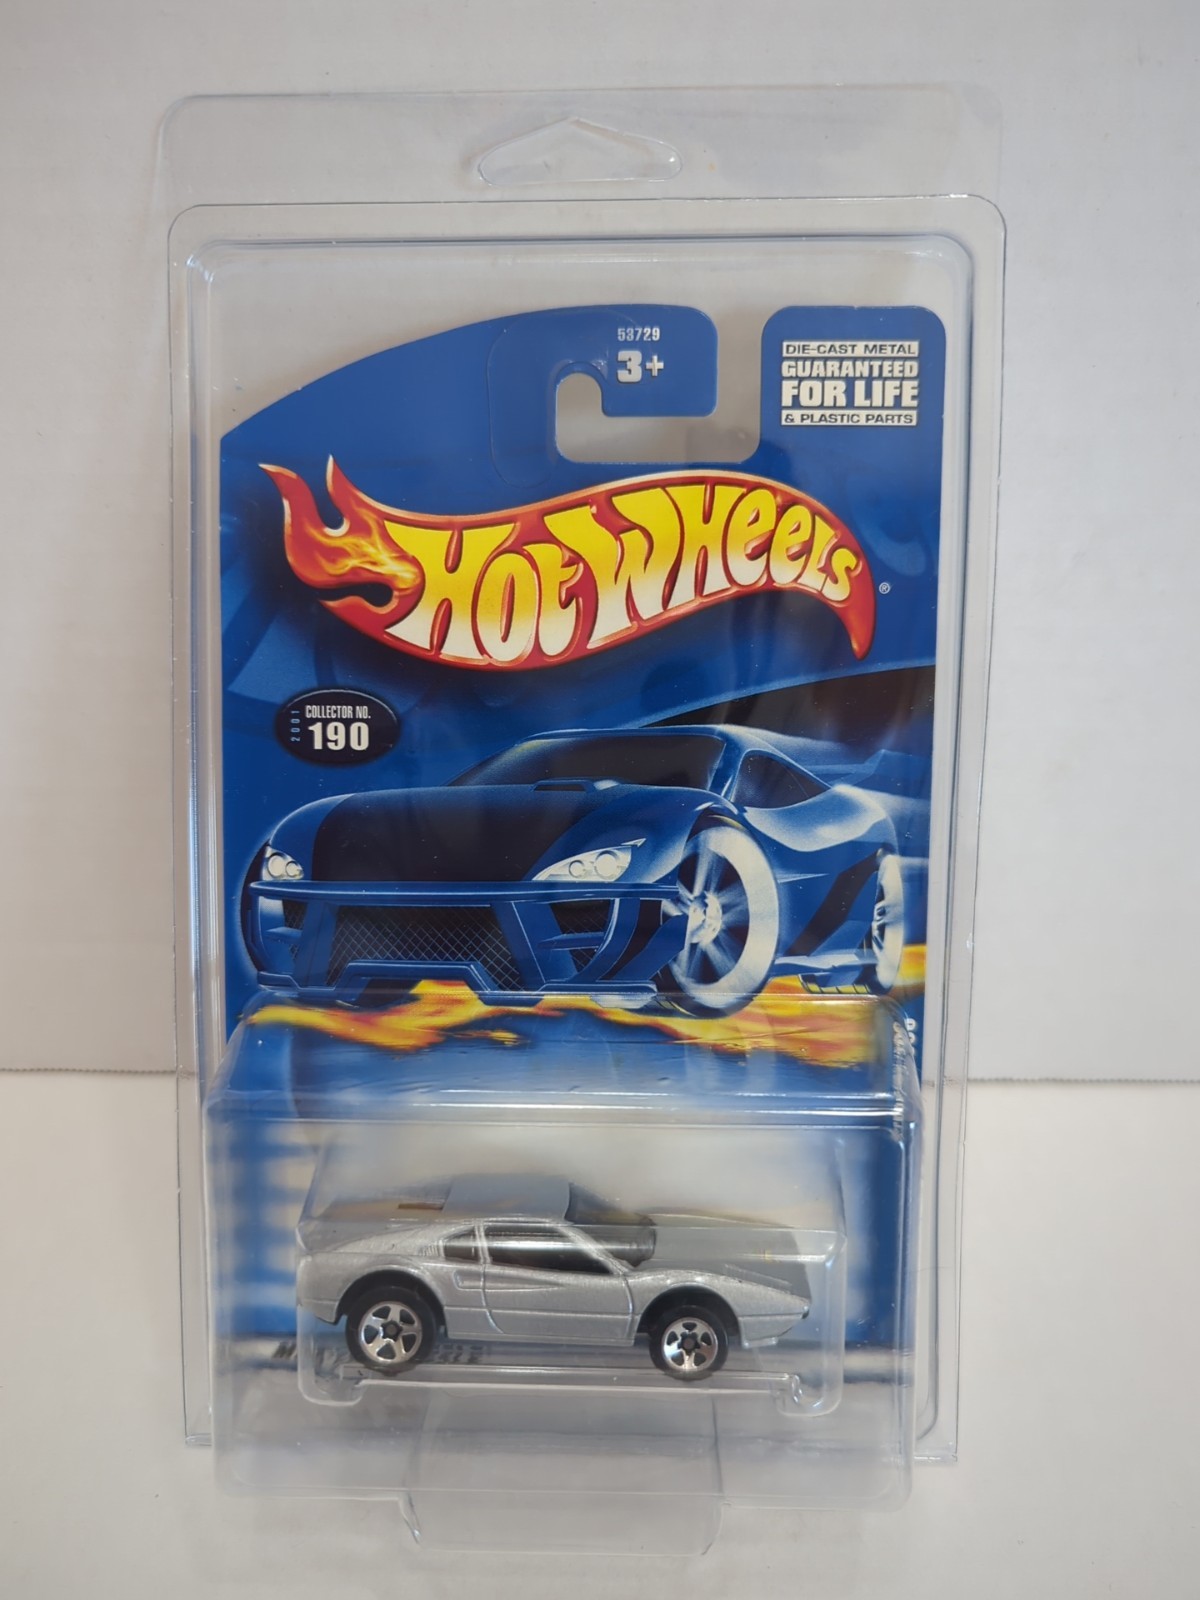 53729
3+
DIE-CAST METAL
GUARANTEED
FOR LIFE
& PLASTIC PARTS
HOT WHEELS®
2001
COLLECTOR NO.
190